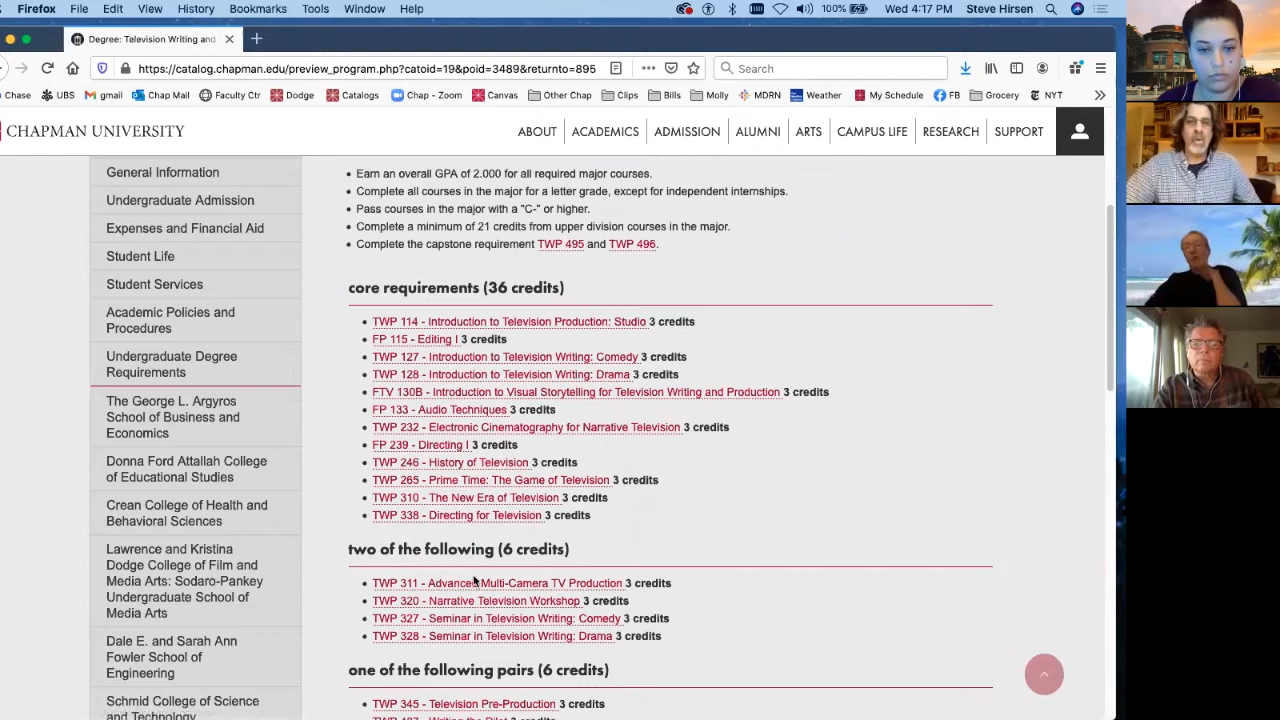 Firefox File Edit View History Bookmarks Tools Window Help 100% Wed 4:17 PM Steve Hirsen
Degree: Television Writing and
https://catalog.chapman.edu/preview_program.php?catoid=19&poid=3489&returnto=895 Search
Chase UBS gmail Chap Mail Faculty Ctr Dodge Catalogs Chap - Zoom Canvas Other Chap Clips Bills Molly MDRN Weather My Schedule FB Grocery NYT
CHAPMAN UNIVERSITY ABOUT ACADEMICS ADMISSION ALUMNI ARTS CAMPUS LIFE RESEARCH SUPPORT
General Information
Undergraduate Admission
Expenses and Financial Aid
Student Life
Student Services
Academic Policies and
Procedures
Undergraduate Degree
Requirements
The George L. Argyros
School of Business and
Economics
Donna Ford Attallah College
of Educational Studies
Crean College of Health and
Behavioral Sciences
Lawrence and Kristina
Dodge College of Film and
Media Arts: Sodaro-Pankey
Undergraduate School of
Media Arts
Dale E. and Sarah Ann
Fowler School of
Engineering
Schmid College of Science
and Technology
• Earn an overall GPA of 2.000 for all required major courses.
• Complete all courses in the major for a letter grade, except for independent internships.
• Pass courses in the major with a "C-" or higher.
• Complete a minimum of 21 credits from upper division courses in the major.
• Complete the capstone requirement TWP 495 and TWP 496.
core requirements (36 credits)
• TWP 114 - Introduction to Television Production: Studio 3 credits
• FP 115 - Editing I 3 credits
• TWP 127 - Introduction to Television Writing: Comedy 3 credits
• TWP 128 - Introduction to Television Writing: Drama 3 credits
• FTV 130B - Introduction to Visual Storytelling for Television Writing and Production 3 credits
• FP 133 - Audio Techniques 3 credits
• TWP 232 - Electronic Cinematography for Narrative Television 3 credits
• FP 239 - Directing I 3 credits
• TWP 246 - History of Television 3 credits
• TWP 265 - Prime Time: The Game of Television 3 credits
• TWP 310 - The New Era of Television 3 credits
• TWP 338 - Directing for Television 3 credits
two of the following (6 credits)
• TWP 311 - Advanced Multi-Camera TV Production 3 credits
• TWP 320 - Narrative Television Workshop 3 credits
• TWP 327 - Seminar in Television Writing: Comedy 3 credits
• TWP 328 - Seminar in Television Writing: Drama 3 credits
one of the following pairs (6 credits)
• TWP 345 - Television Pre-Production 3 credits